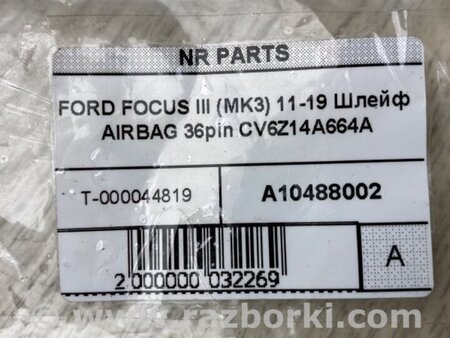 NR PARTS
FORD FOCUS III (MK3) 11-19 Шлейф
AIRBAG 36pin CV6Z14A664A
T-000044819
A10488002
2 000000 032269
A
razborki.com